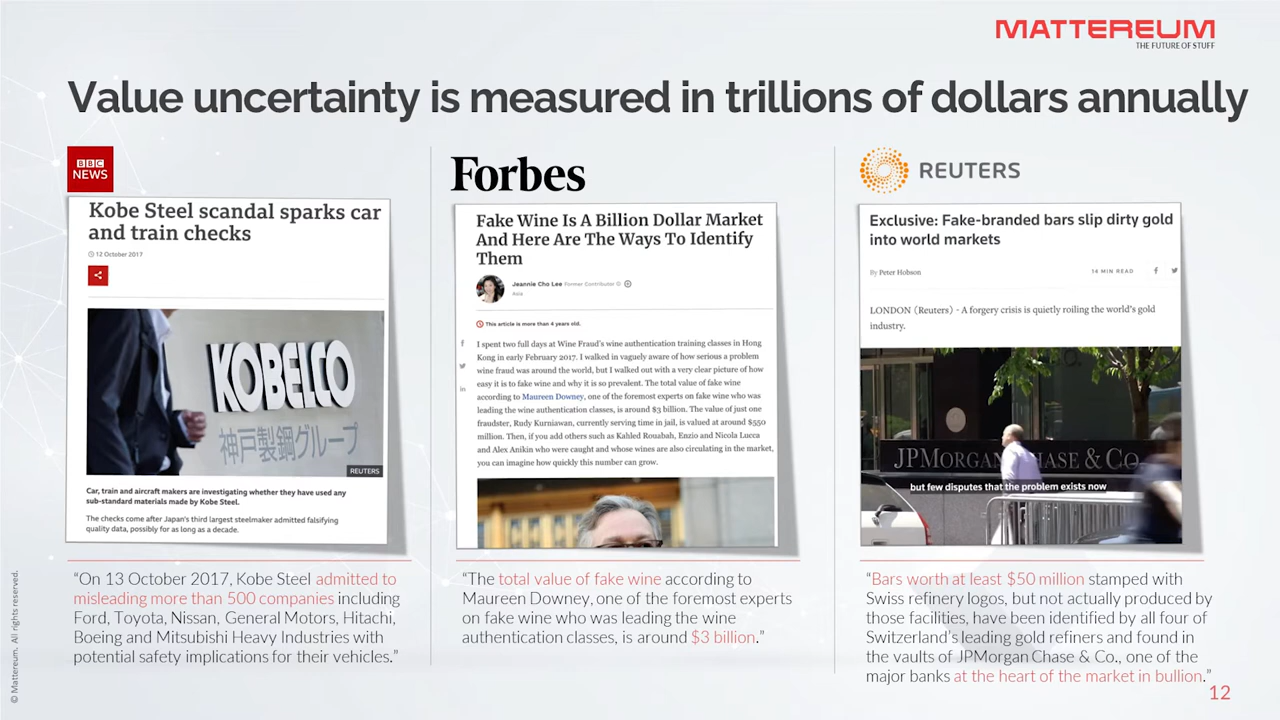 MATTEREUM
THE FUTURE OF STUFF
Value uncertainty is measured in trillions of dollars annually
BBC
NEWS
Kobe Steel scandal sparks car
and train checks
12 October 2017
KOBELCO
神戸製鋼グループ
REUTERS
Car, train and aircraft makers are investigating whether they have used any
sub-standard materials made by Kobe Steel.
The checks come after Japan's third largest steelmaker admitted falsifying
quality data, possibly for as long as a decade.
“On 13 October 2017, Kobe Steel admitted to
misleading more than 500 companies including
Ford, Toyota, Nissan, General Motors, Hitachi,
Boeing and Mitsubishi Heavy Industries with
potential safety implications for their vehicles.”
Forbes
Fake Wine Is A Billion Dollar Market
And Here Are The Ways To Identify
Them
Jeannie Cho Lee Former Contributor
Asia
This article is more than 4 years old.
I spent two full days at Wine Fraud's wine authentication training classes in Hong
Kong in early February 2017. I walked in vaguely aware of how serious a problem
wine fraud was around the world, but I walked out with a very clear picture of how
easy it is to fake wine and why it is so prevalent. The total value of fake wine
according to Maureen Downey, one of the foremost experts on fake wine who was
leading the wine authentication classes, is around $3 billion. The value of just one
fraudster, Rudy Kurniawan, currently serving time in jail, is valued at around $550
million. Then, if you add others such as Kahled Rouabah, Enzio and Nicola Lucca
and Alex Anikin who were caught and whose wines are also circulating in the market,
you can imagine how quickly this number can grow.
“The total value of fake wine according to
Maureen Downey, one of the foremost experts
on fake wine who was leading the wine
authentication classes, is around $3 billion.”
REUTERS
Exclusive: Fake-branded bars slip dirty gold
into world markets
By Peter Hobson
14 MIN READ
LONDON (Reuters) - A forgery crisis is quietly roiling the world's gold
industry.
JPMORGAN CHASE & CO.
but few disputes that the problem exists now
“Bars worth at least $50 million stamped with
Swiss refinery logos, but not actually produced by
those facilities, have been identified by all four of
Switzerland's leading gold refiners and found in
the vaults of JPMorgan Chase & Co., one of the
major banks at the heart of the market in bullion.”
12
© Mattereum. All rights reserved.